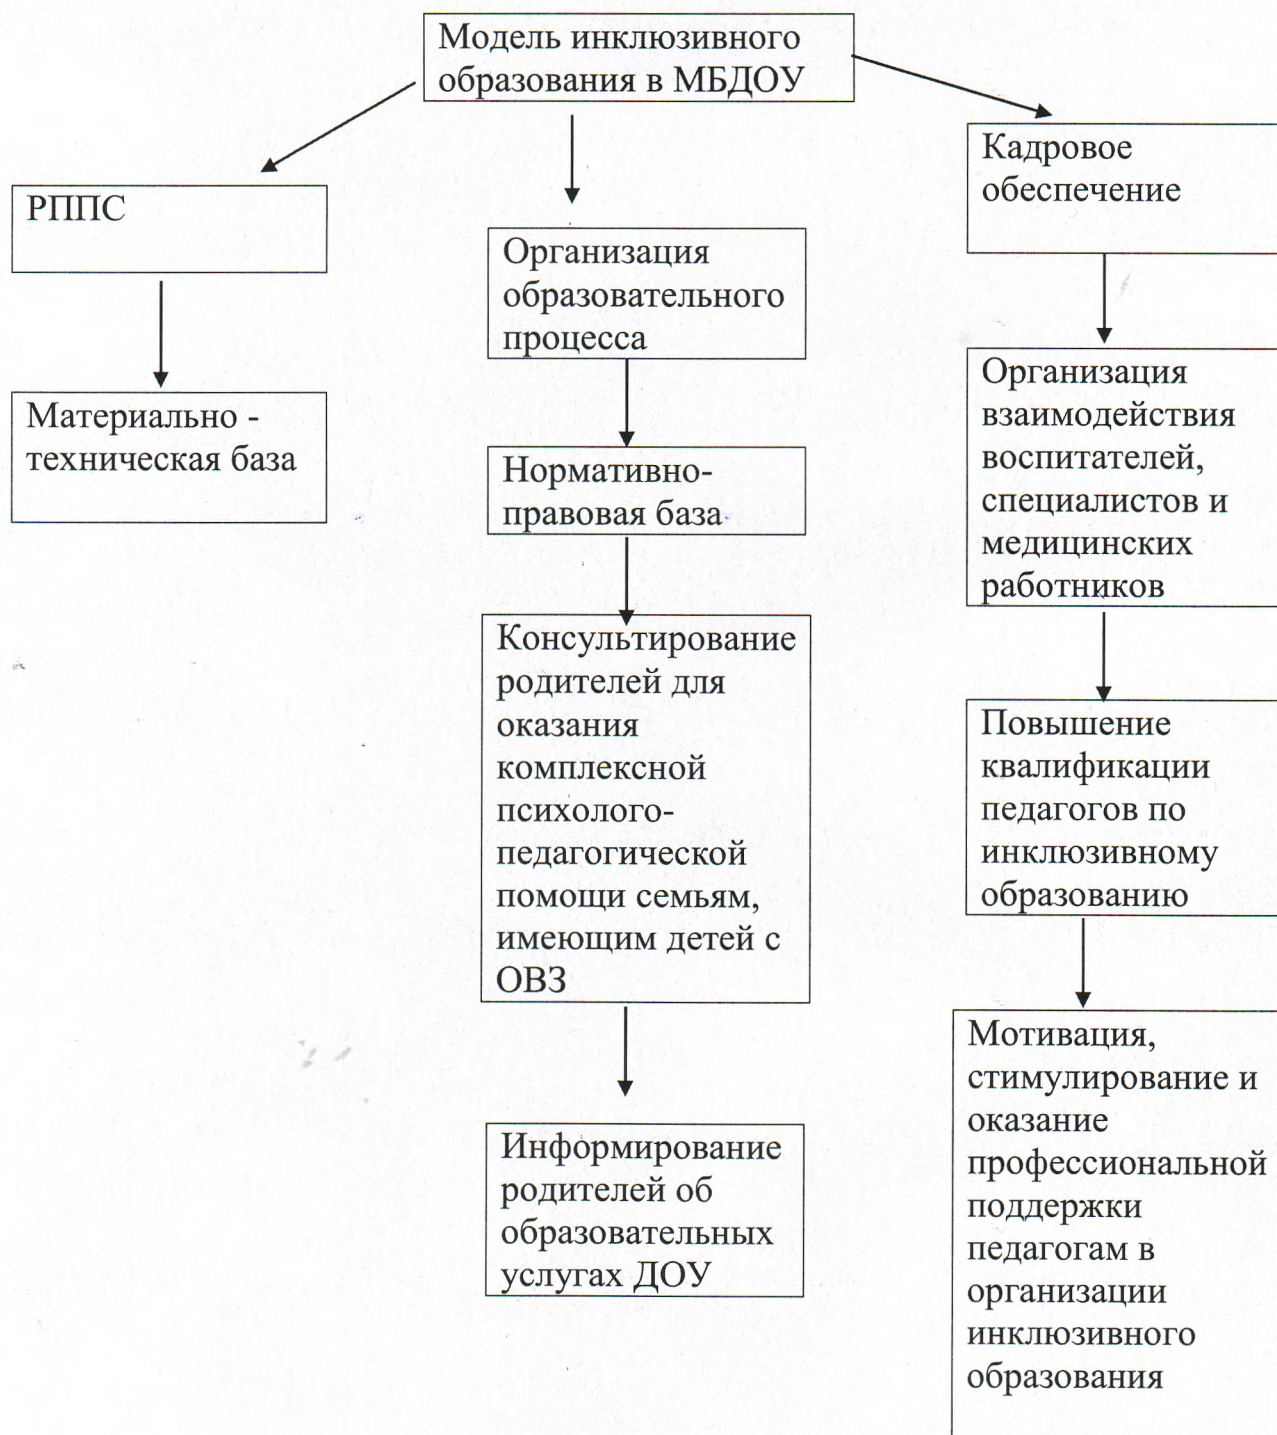 Модель инклюзивного
образования в МБДОУ
РППС
Материально -
техническая база
Организация
образовательного
процесса
Нормативно-
правовая база
Консультирование
родителей для
оказания
комплексной
психолого-
педагогической
помощи семьям,
имеющим детей с
ОВЗ
Информирование
родителей об
образовательных
услугах ДОУ
Кадровое
обеспечение
Организация
взаимодействия
воспитателей,
специалистов и
медицинских
работников
Повышение
квалификации
педагогов по
инклюзивному
образованию
Мотивация,
стимулирование и
оказание
профессиональной
поддержки
педагогам в
организации
инклюзивного
образования